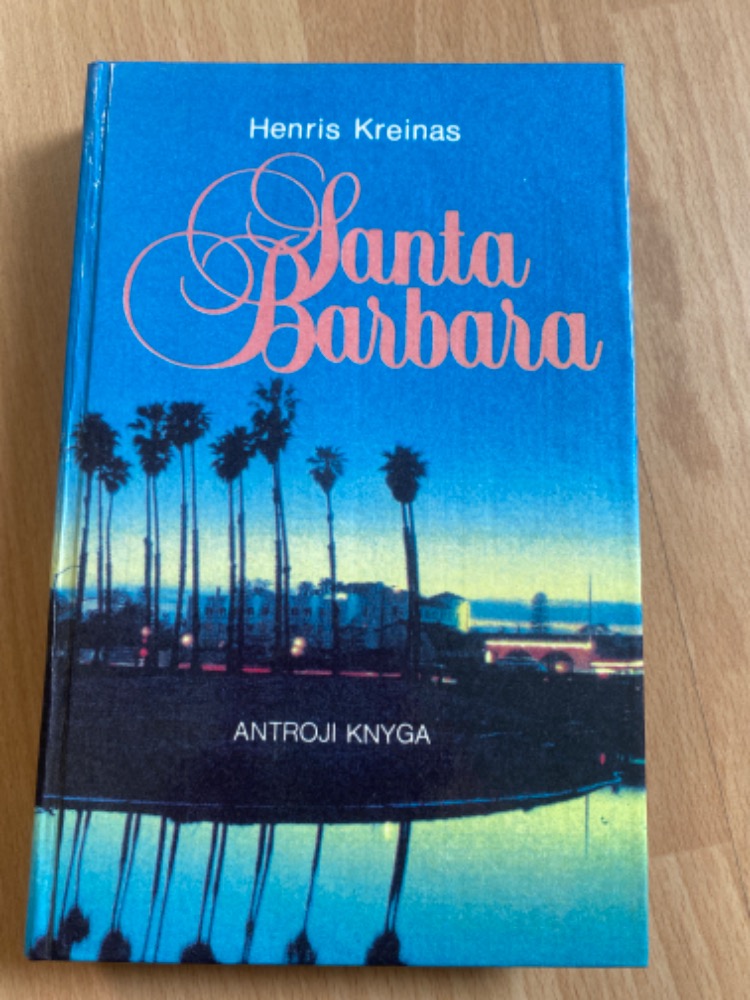 Henris Kreinas
Santa
Barbara
ANTROJI KNYGA